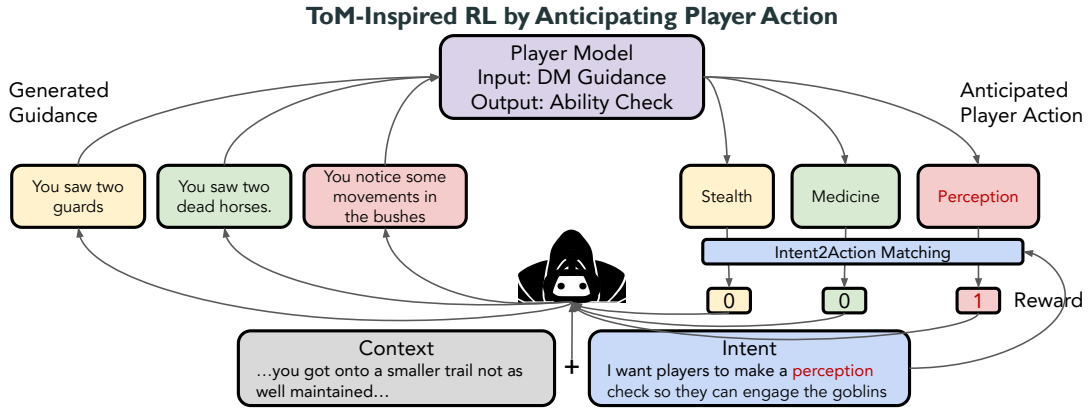 ToM-Inspired RL by Anticipating Player Action
Player Model
Input: DM Guidance
Output: Ability Check
Generated
Guidance
Anticipated
Player Action
You saw two
guards
You saw two
dead horses.
You notice some
movements in
the bushes
Stealth
Medicine
Perception
Intent2Action Matching
0
0
1
Reward
Context
…you got onto a smaller trail not as
well maintained…
+
Intent
I want players to make a perception
check so they can engage the goblins